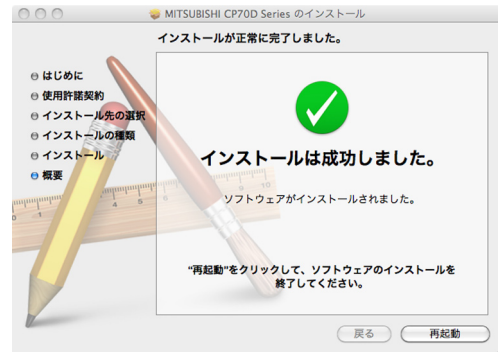 MITSUBISHI CP70D Series のインストール
インストールが正常に完了しました。
はじめに
使用許諾契約
インストール先の選択
インストールの種類
インストール
概要
インストールは成功しました。
ソフトウェアがインストールされました。
"再起動"をクリックして、ソフトウェアのインストールを
終了してください。
戻る
再起動